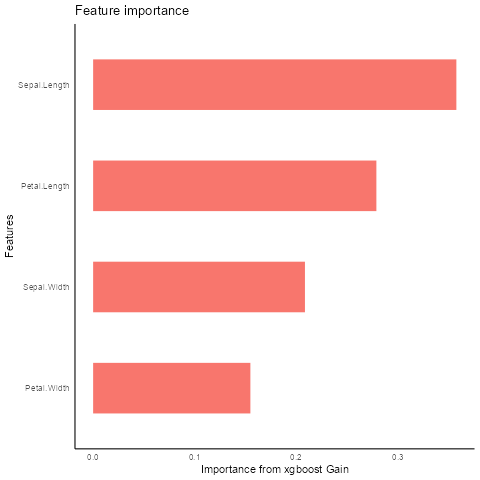 Feature importance
Sepal.Length
Petal.Length
Sepal.Width
Petal.Width
Features
0.0 0.1 0.2 0.3
Importance from xgboost Gain